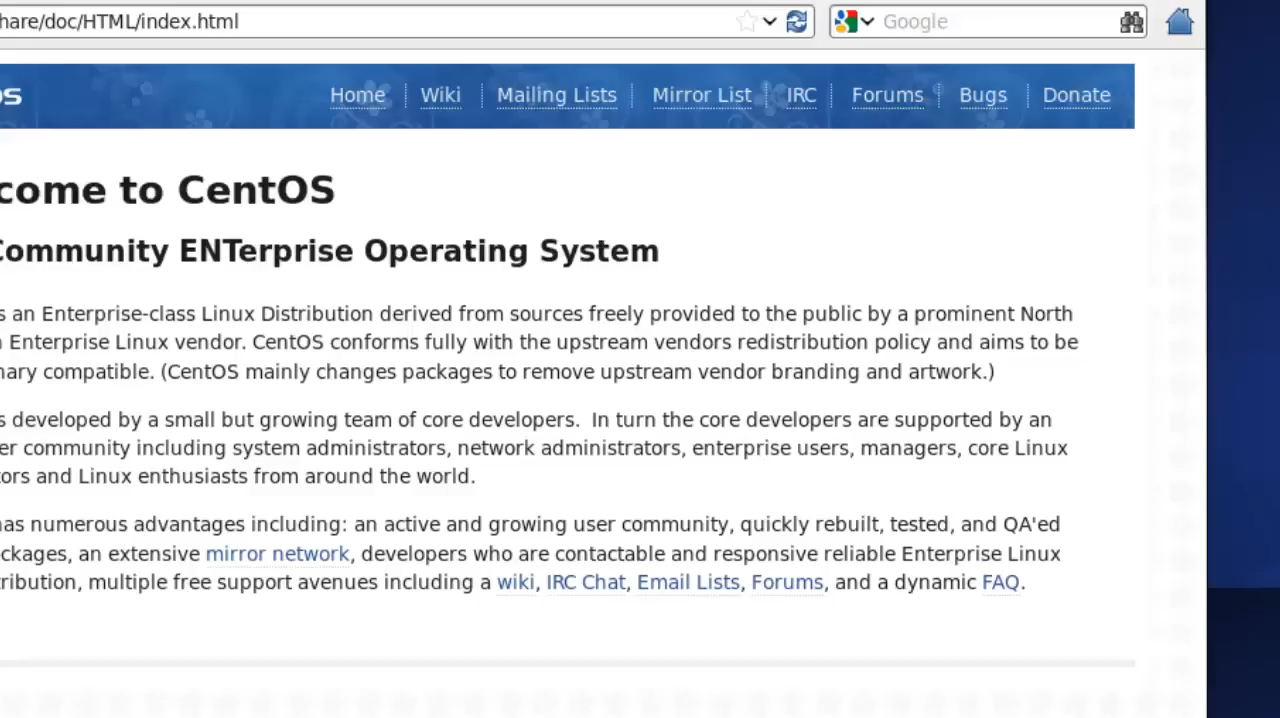 hare/doc/HTML/index.html Google
OS Home Wiki Mailing Lists Mirror List IRC Forums Bugs Donate
come to CentOS
Community ENTerprise Operating System
s an Enterprise-class Linux Distribution derived from sources freely provided to the public by a prominent North
Enterprise Linux vendor. CentOS conforms fully with the upstream vendors redistribution policy and aims to be
nary compatible. (CentOS mainly changes packages to remove upstream vendor branding and artwork.)
s developed by a small but growing team of core developers. In turn the core developers are supported by an
er community including system administrators, network administrators, enterprise users, managers, core Linux
tors and Linux enthusiasts from around the world.
has numerous advantages including: an active and growing user community, quickly rebuilt, tested, and QA'ed
ckages, an extensive mirror network, developers who are contactable and responsive reliable Enterprise Linux
tribution, multiple free support avenues including a wiki, IRC Chat, Email Lists, Forums, and a dynamic FAQ.